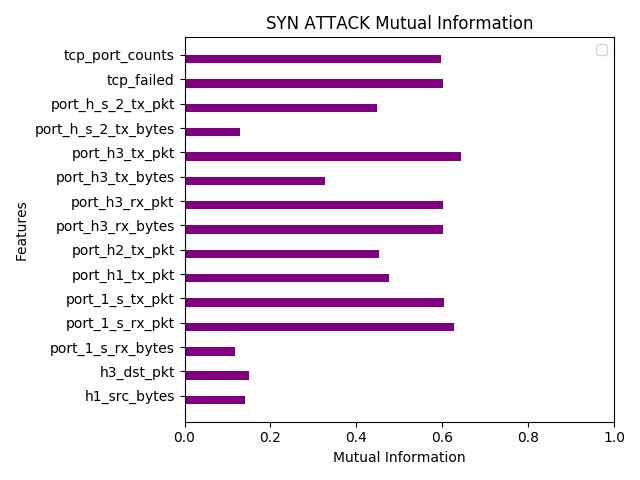 SYN ATTACK Mutual Information
tcp_port_counts
tcp_failed
port_h_s_2_tx_pkt
port_h_s_2_tx_bytes
port_h3_tx_pkt
port_h3_tx_bytes
port_h3_rx_pkt
port_h3_rx_bytes
port_h2_tx_pkt
port_h1_tx_pkt
port_1_s_tx_pkt
port_1_s_rx_pkt
port_1_s_rx_bytes
h3_dst_pkt
h1_src_bytes
Features
0.0 0.2 0.4 0.6 0.8 1.0
Mutual Information